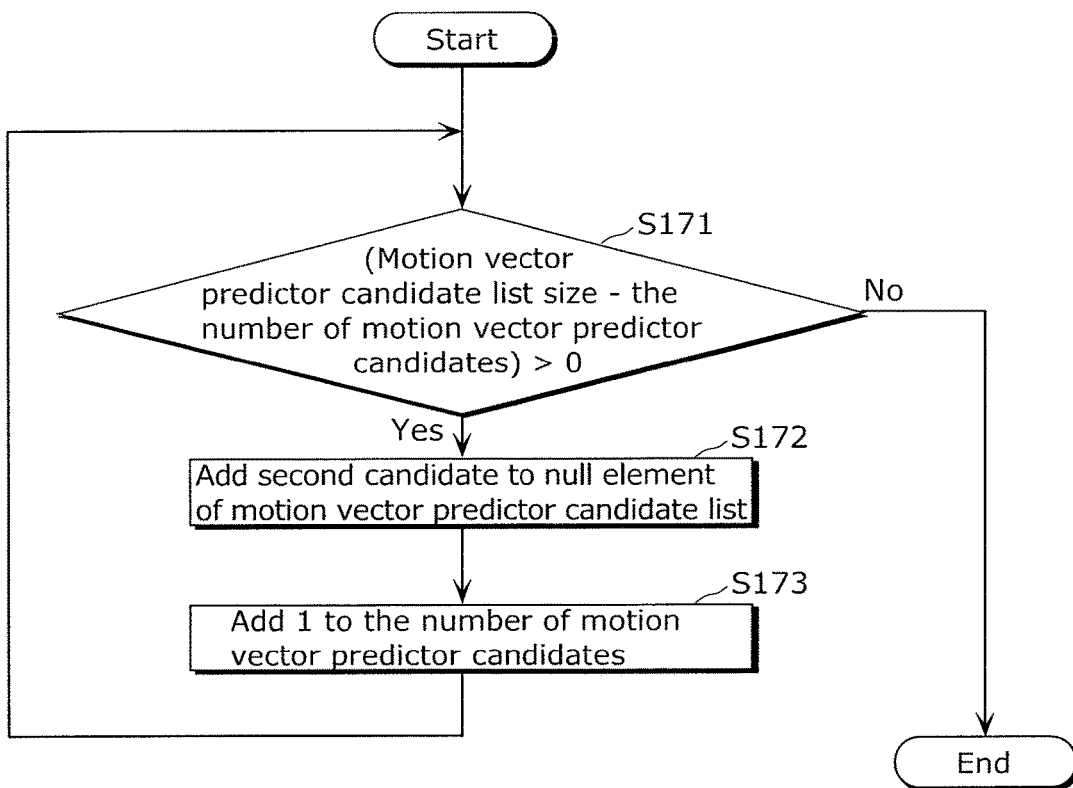 Start
S171
(Motion vector
predictor candidate list size - the
number of motion vector predictor
candidates) > 0
No
Yes
S172
Add second candidate to null element
of motion vector predictor candidate list
S173
Add 1 to the number of motion
vector predictor candidates
End